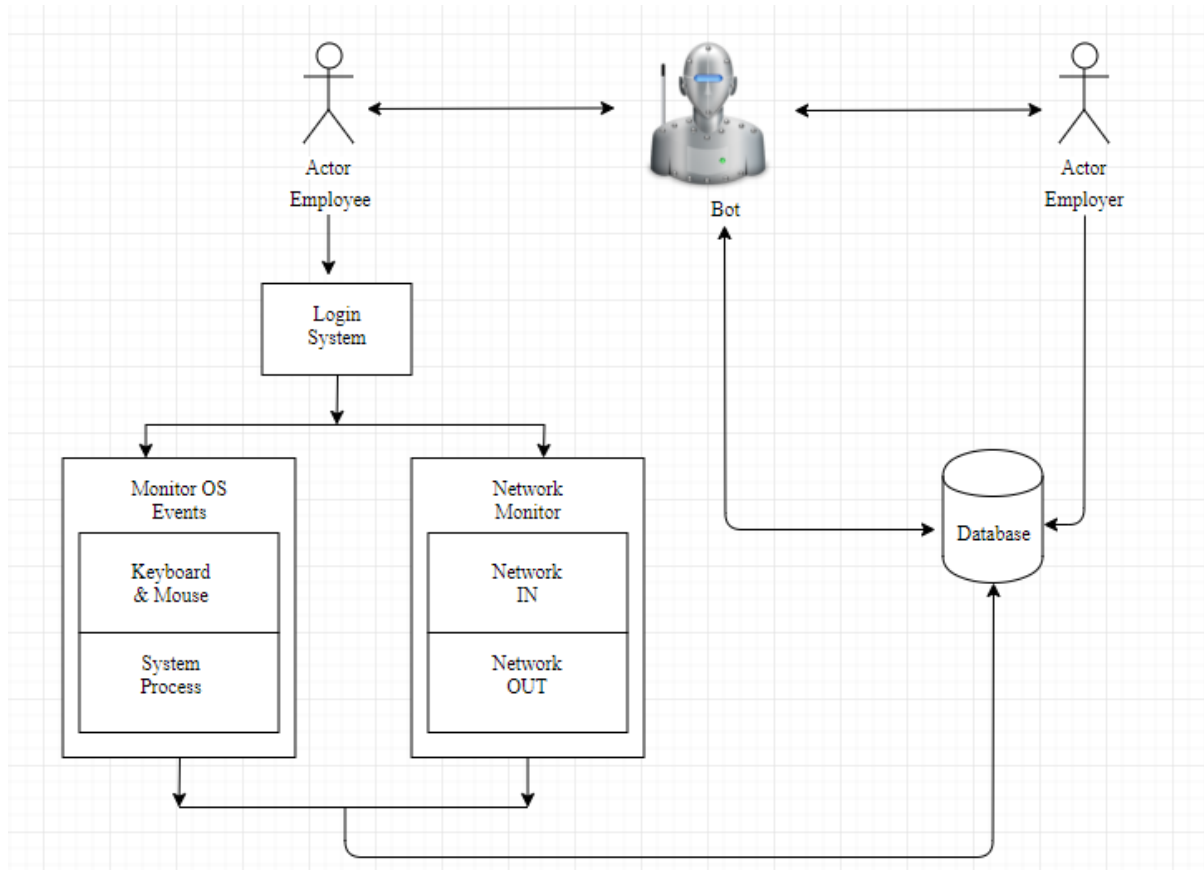 Actor
Employee
Bot
Actor
Employer
Login
System
Monitor OS
Events
Keyboard
& Mouse
System
Process
Network
Monitor
Network
IN
Network
OUT
Database